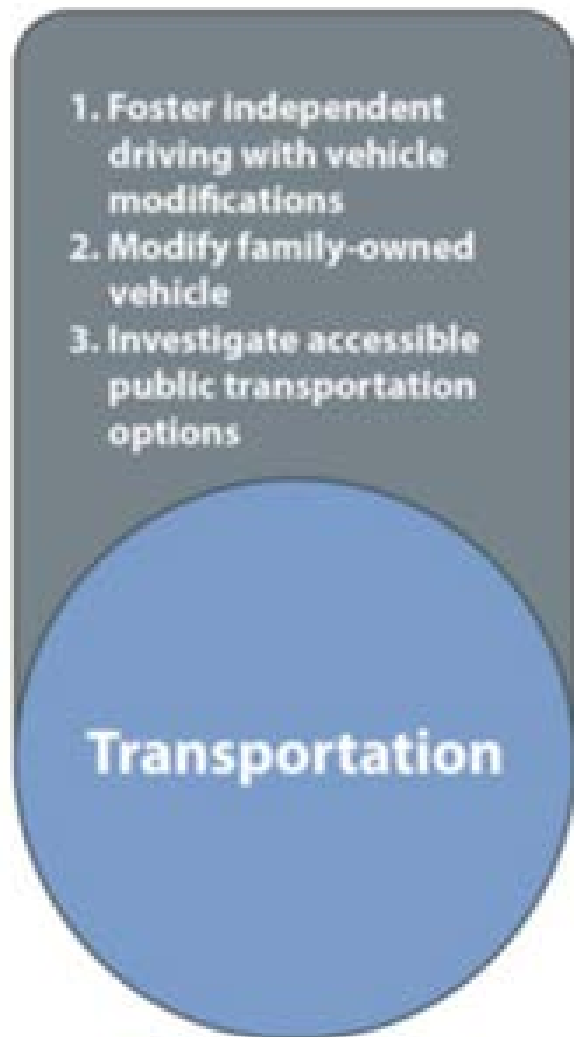 1. Foster independent
driving with vehicle
modifications
2. Modify family-owned
vehicle
3. Investigate accessible
public transportation
options
Transportation